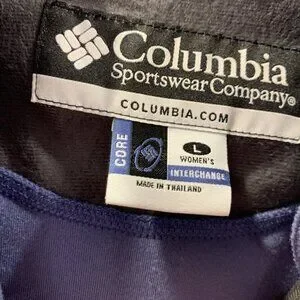 Columbia
Sportswear Company®
COLUMBIA.COM
CORE
L
WOMEN'S
INTERCHANGE
MADE IN THAILAND